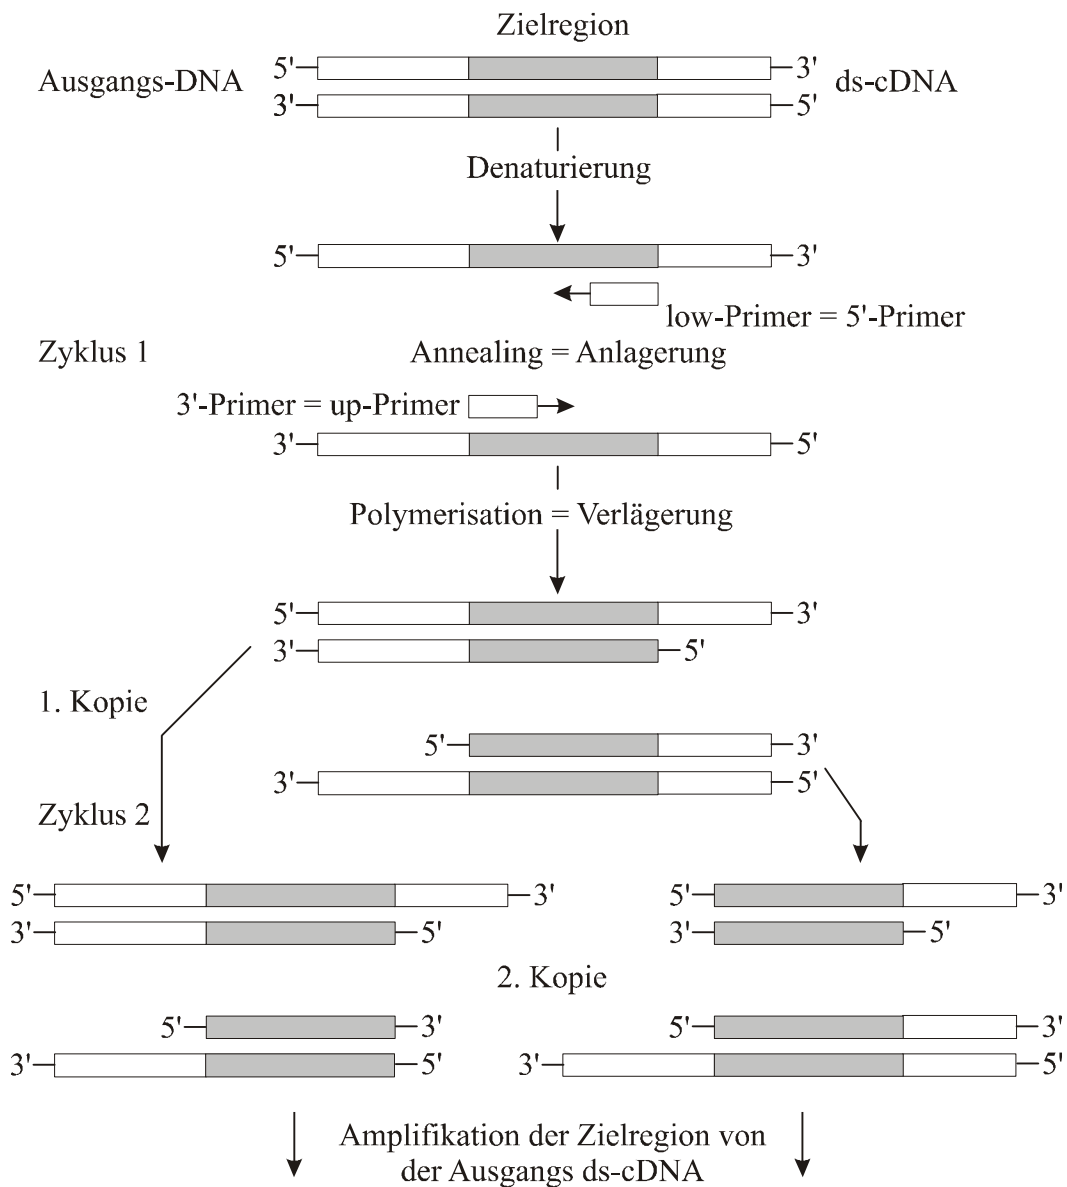 Zielregion
Ausgangs-DNA 5' 3' ds-cDNA
3' 5'
Denaturierung
5' 3'
low-Primer = 5'-Primer
Zyklus 1 Annealing = Anlagerung
3'-Primer = up-Primer
3' 5'
Polymerisation = Verlägerung
5' 3'
3' 5'
1. Kopie
5' 3'
3' 5'
Zyklus 2
5' 3' 5' 3'
3' 5' 3' 5'
2. Kopie
5' 3' 5' 3'
3' 5' 3' 5'
Amplifikation der Zielregion von
der Ausgangs ds-cDNA